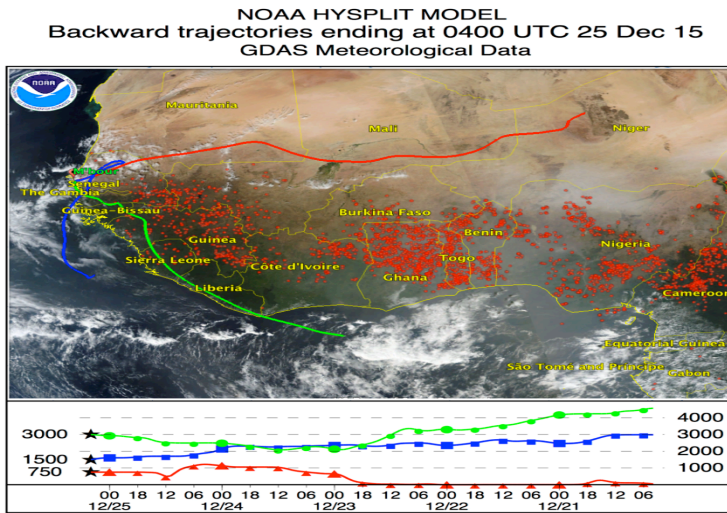 NOAA HYSPLIT MODEL
Backward trajectories ending at 0400 UTC 25 Dec 15
GDAS Meteorological Data
NOAA
Mauritania
Mali
Niger
M'Bour
Senegal
The Gambia
Guinea-Bissau
Burkina Faso
Benin
Guinea
Nigeria
Sierra Leone
Côte d'Ivoire
Togo
Ghana
Liberia
Cameroon
Equatorial Guinea
São Tome and Principe
Gabon
3000
1500
750
4000
3000
2000
1000
00 18 12 06 00 18 12 06 00 18 12 06 00 18 12 06 00 18 12 06
12/25 12/24 12/23 12/22 12/21